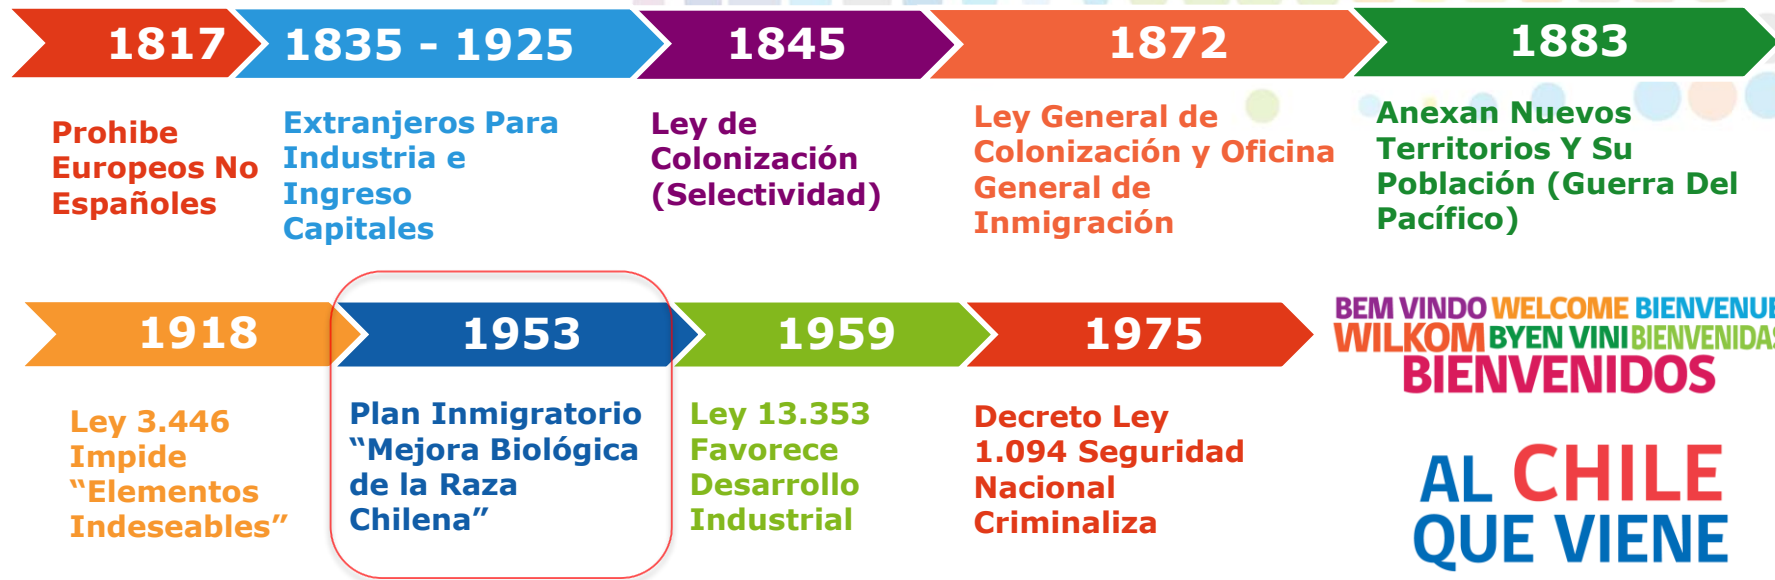 1817
1835 - 1925
1845
1872
1883
Prohibe
Europeos No
Españoles
Extranjeros Para
Industria e
Ingreso
Capitales
Ley de
Colonización
(Selectividad)
Ley General de
Colonización y Oficina
General de
Inmigración
Anexan Nuevos
Territorios Y Su
Población (Guerra Del
Pacífico)
1918
1953
1959
1975
Ley 3.446
Impide
“Elementos
Indeseables”
Plan Inmigratorio
“Mejora Biológica
de la Raza
Chilena”
Ley 13.353
Favorece
Desarrollo
Industrial
Decreto Ley
1.094 Seguridad
Nacional
Criminaliza
BEM VINDO WELCOME BIENVENUE
WILKOM BYEN VINI BIENVENIDAS
BIENVENIDOS
AL CHILE
QUE VIENE